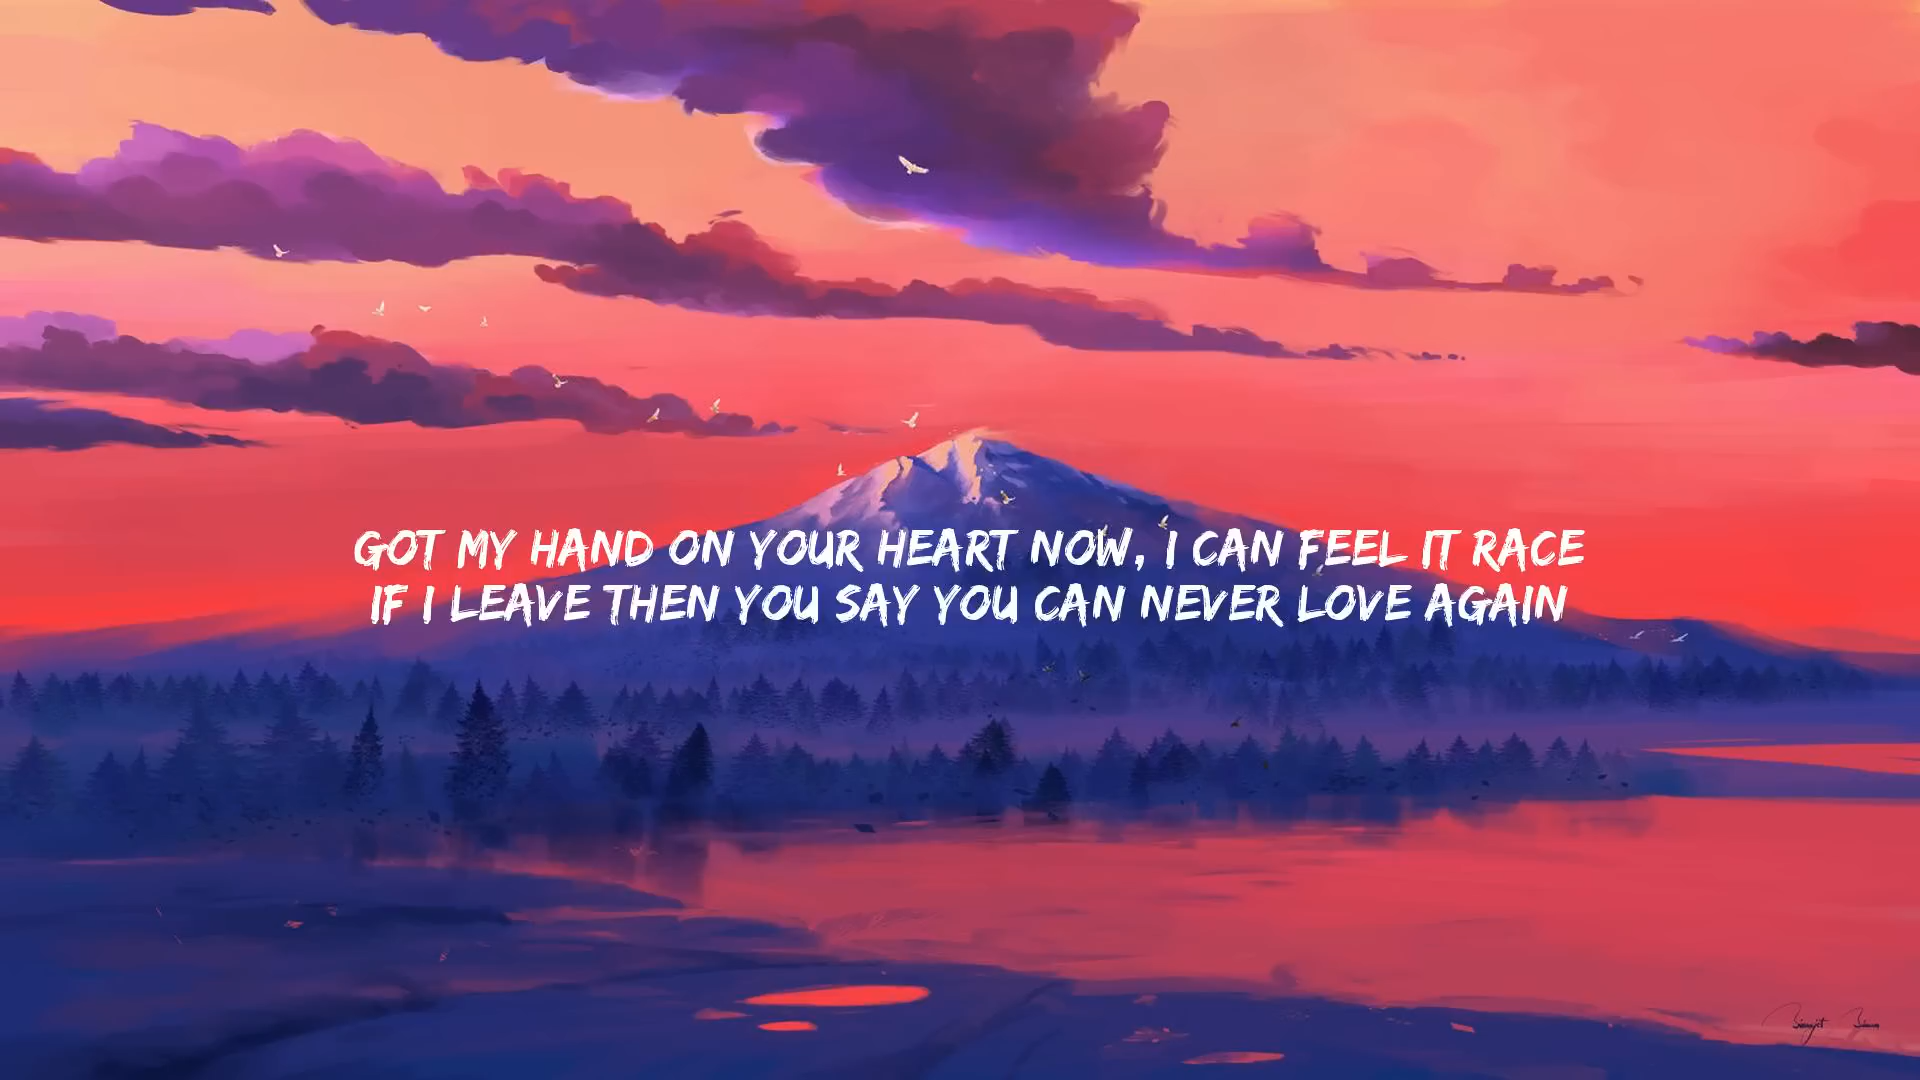 GOT MY HAND ON YOUR HEART NOW, I CAN FEEL IT RACE
IF I LEAVE THEN YOU SAY YOU CAN NEVER LOVE AGAIN